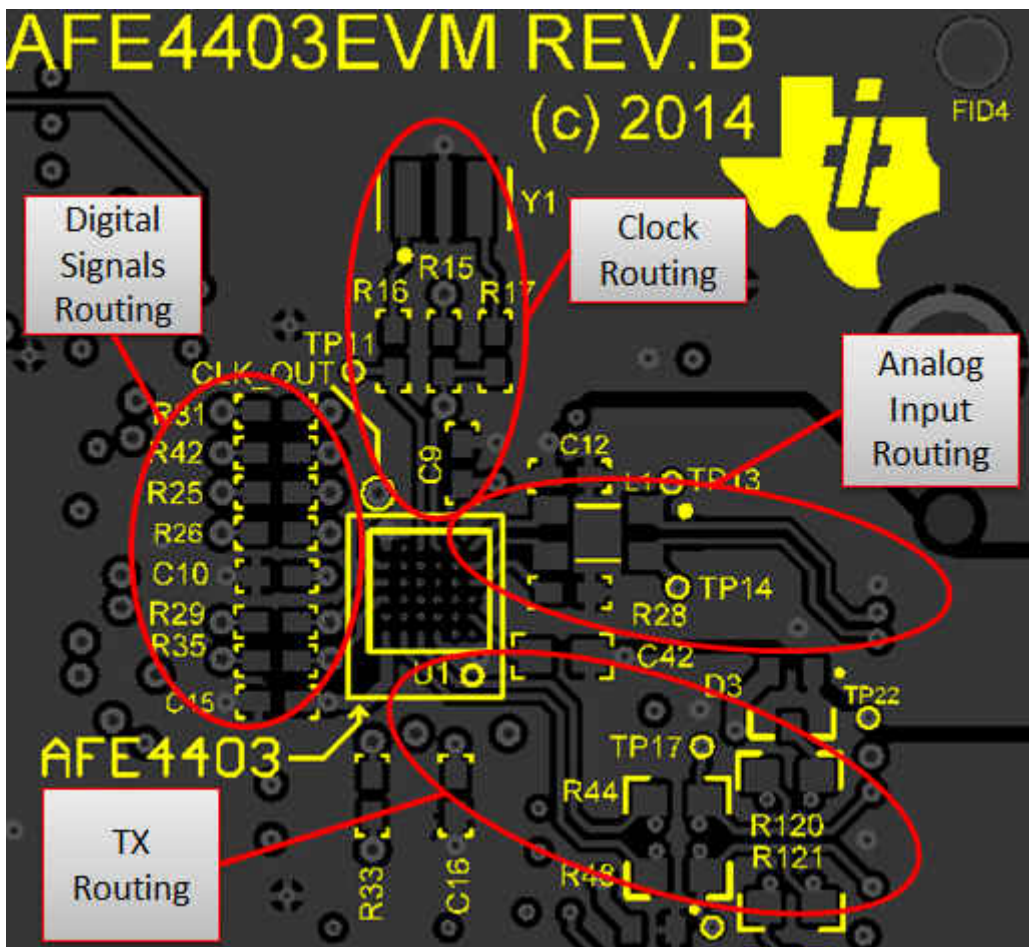 AFE4403EVM REV.B
(c) 2014
FID4
Digital
Signals
Routing
Clock
Routing
Analog
Input
Routing
TX
Routing
Y1
R15
R16
R17
TP11
CLK_OUT
R31
R42
R25
R26
C10
R29
R35
C15
C9
C12
L1
TP13
TP14
R28
C42
U1
D3
TP22
TP17
AFE4403
R44
R120
R121
R43
R33
C16